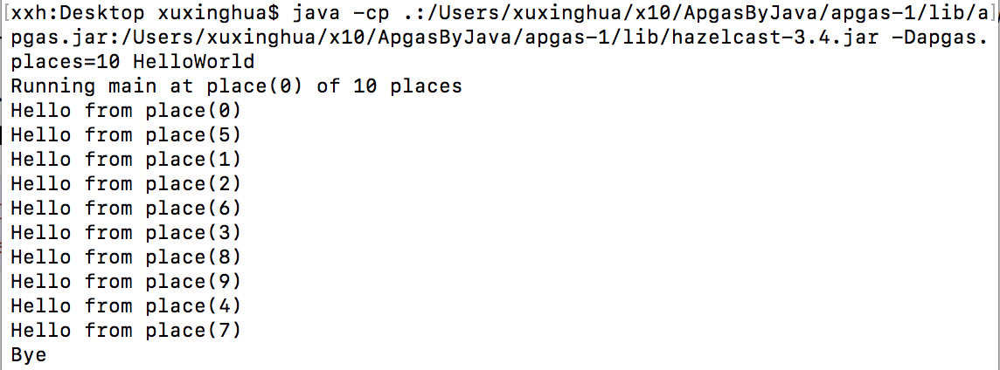 [xxh:Desktop xuxinghua$ java -cp .:/Users/xuxinghua/x10/ApgasByJava/apgas-1/lib/a]
pgas.jar:/Users/xuxinghua/x10/ApgasByJava/apgas-1/lib/hazelcast-3.4.jar -Dapgas.
places=10 HelloWorld
Running main at place(0) of 10 places
Hello from place(0)
Hello from place(5)
Hello from place(1)
Hello from place(2)
Hello from place(6)
Hello from place(3)
Hello from place(8)
Hello from place(9)
Hello from place(4)
Hello from place(7)
Bye